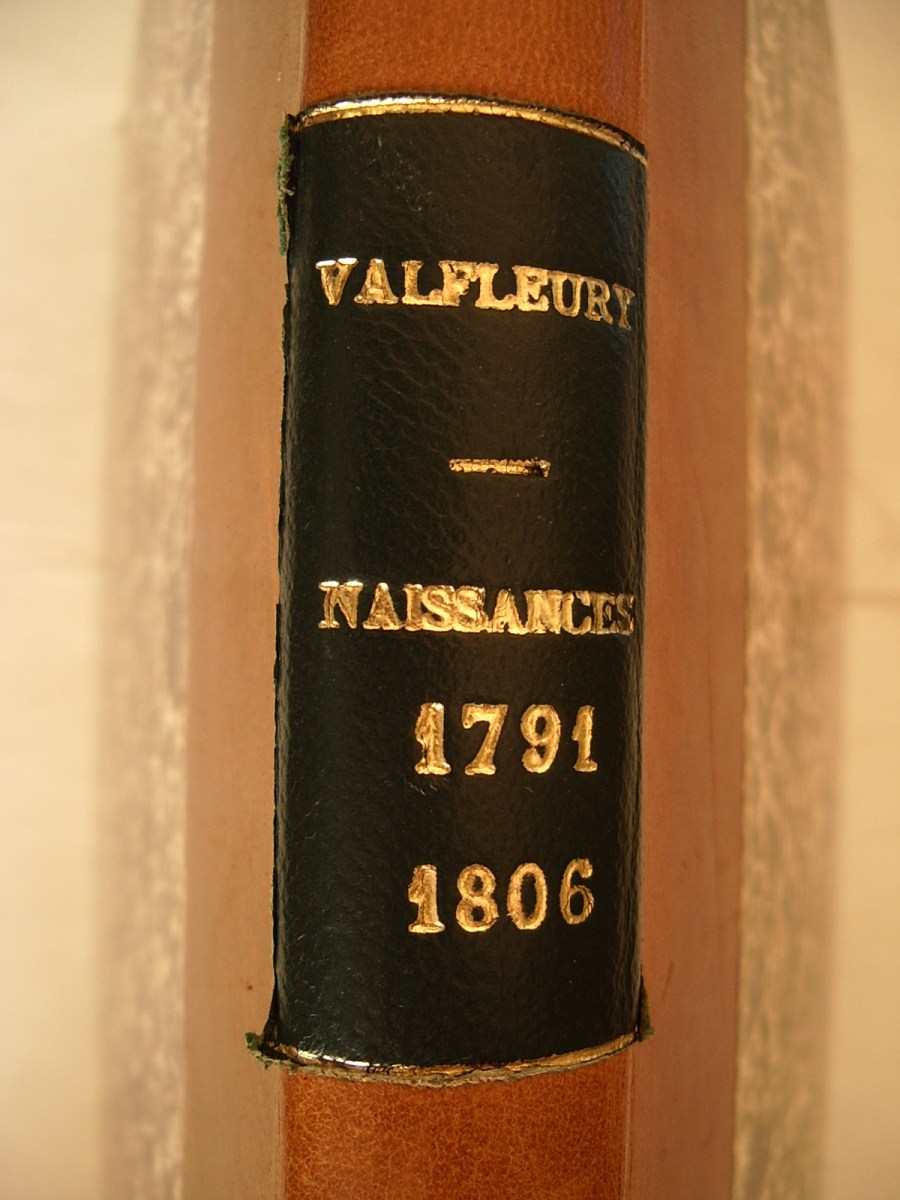 VALFLEURY
—
NAISSANCES
1791
1806